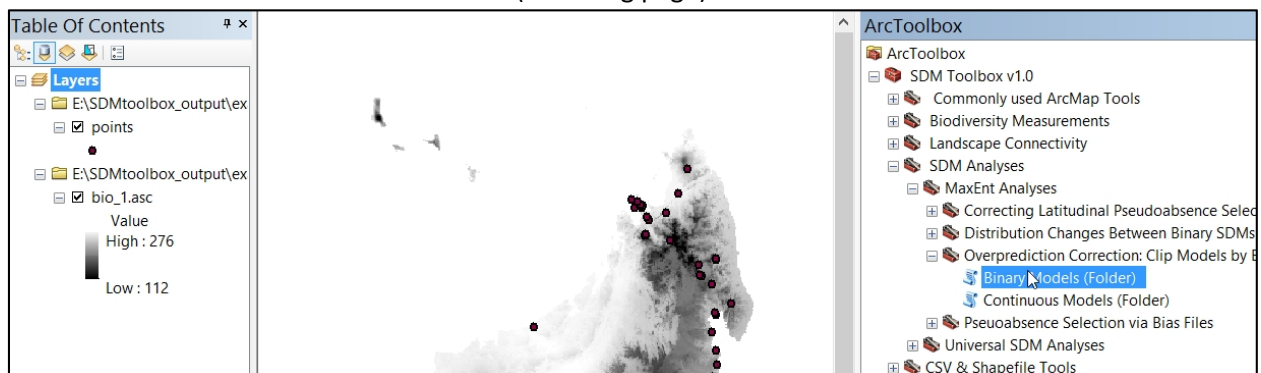 Table Of Contents
Layers
E:\SDMtoolbox_output\ex
points
E:\SDMtoolbox_output\ex
bio_1.asc
Value
High : 276
Low : 112
ArcToolbox
ArcToolbox
SDM Toolbox v1.0
Commonly used ArcMap Tools
Biodiversity Measurements
Landscape Connectivity
SDM Analyses
MaxEnt Analyses
Correcting Latitudinal Pseudoabsence Selec
Distribution Changes Between Binary SDMs
Overprediction Correction: Clip Models by
Binary Models (Folder)
Continuous Models (Folder)
Pseuoabsence Selection via Bias Files
Universal SDM Analyses
CSV & Shapefile Tools